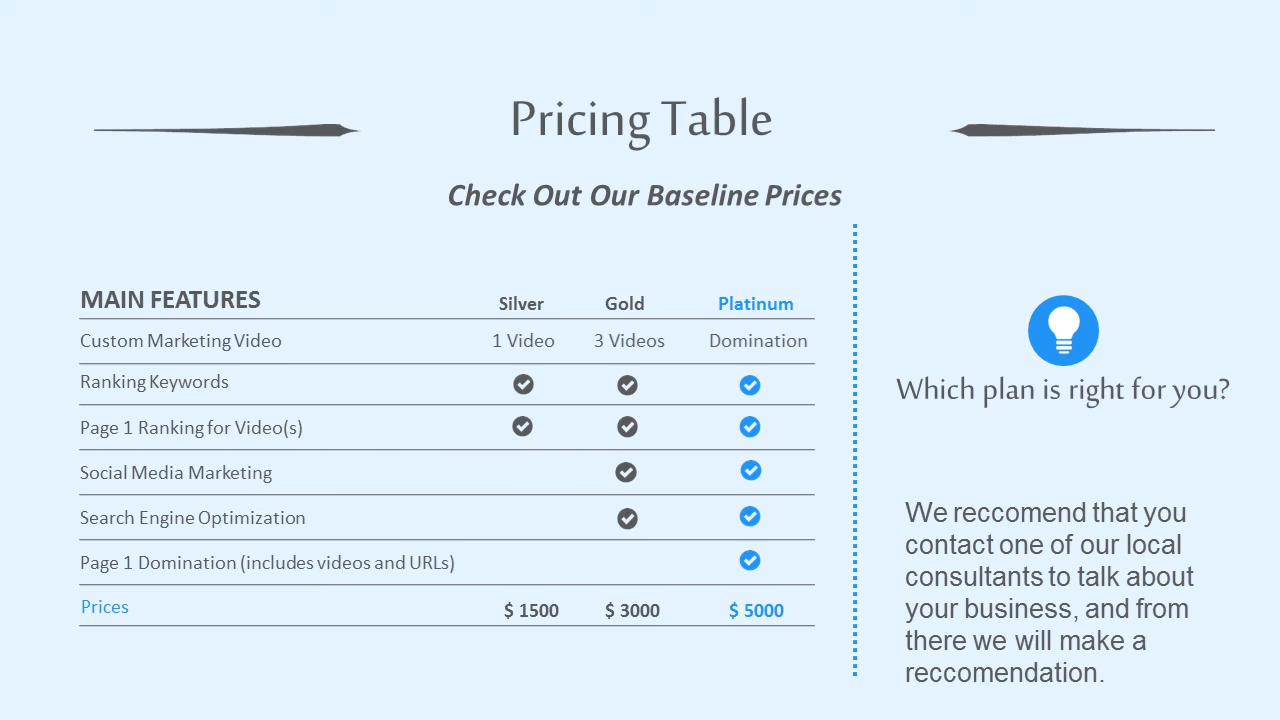 Pricing Table
Check Out Our Baseline Prices
MAIN FEATURES Silver Gold Platinum
Custom Marketing Video 1 Video 3 Videos Domination
Ranking Keywords
Page 1 Ranking for Video(s)
Social Media Marketing
Search Engine Optimization
Page 1 Domination (includes videos and URLs)
Prices $ 1500 $ 3000 $ 5000
Which plan is right for you?
We reccomend that you
contact one of our local
consultants to talk about
your business, and from
there we will make a
reccomendation.